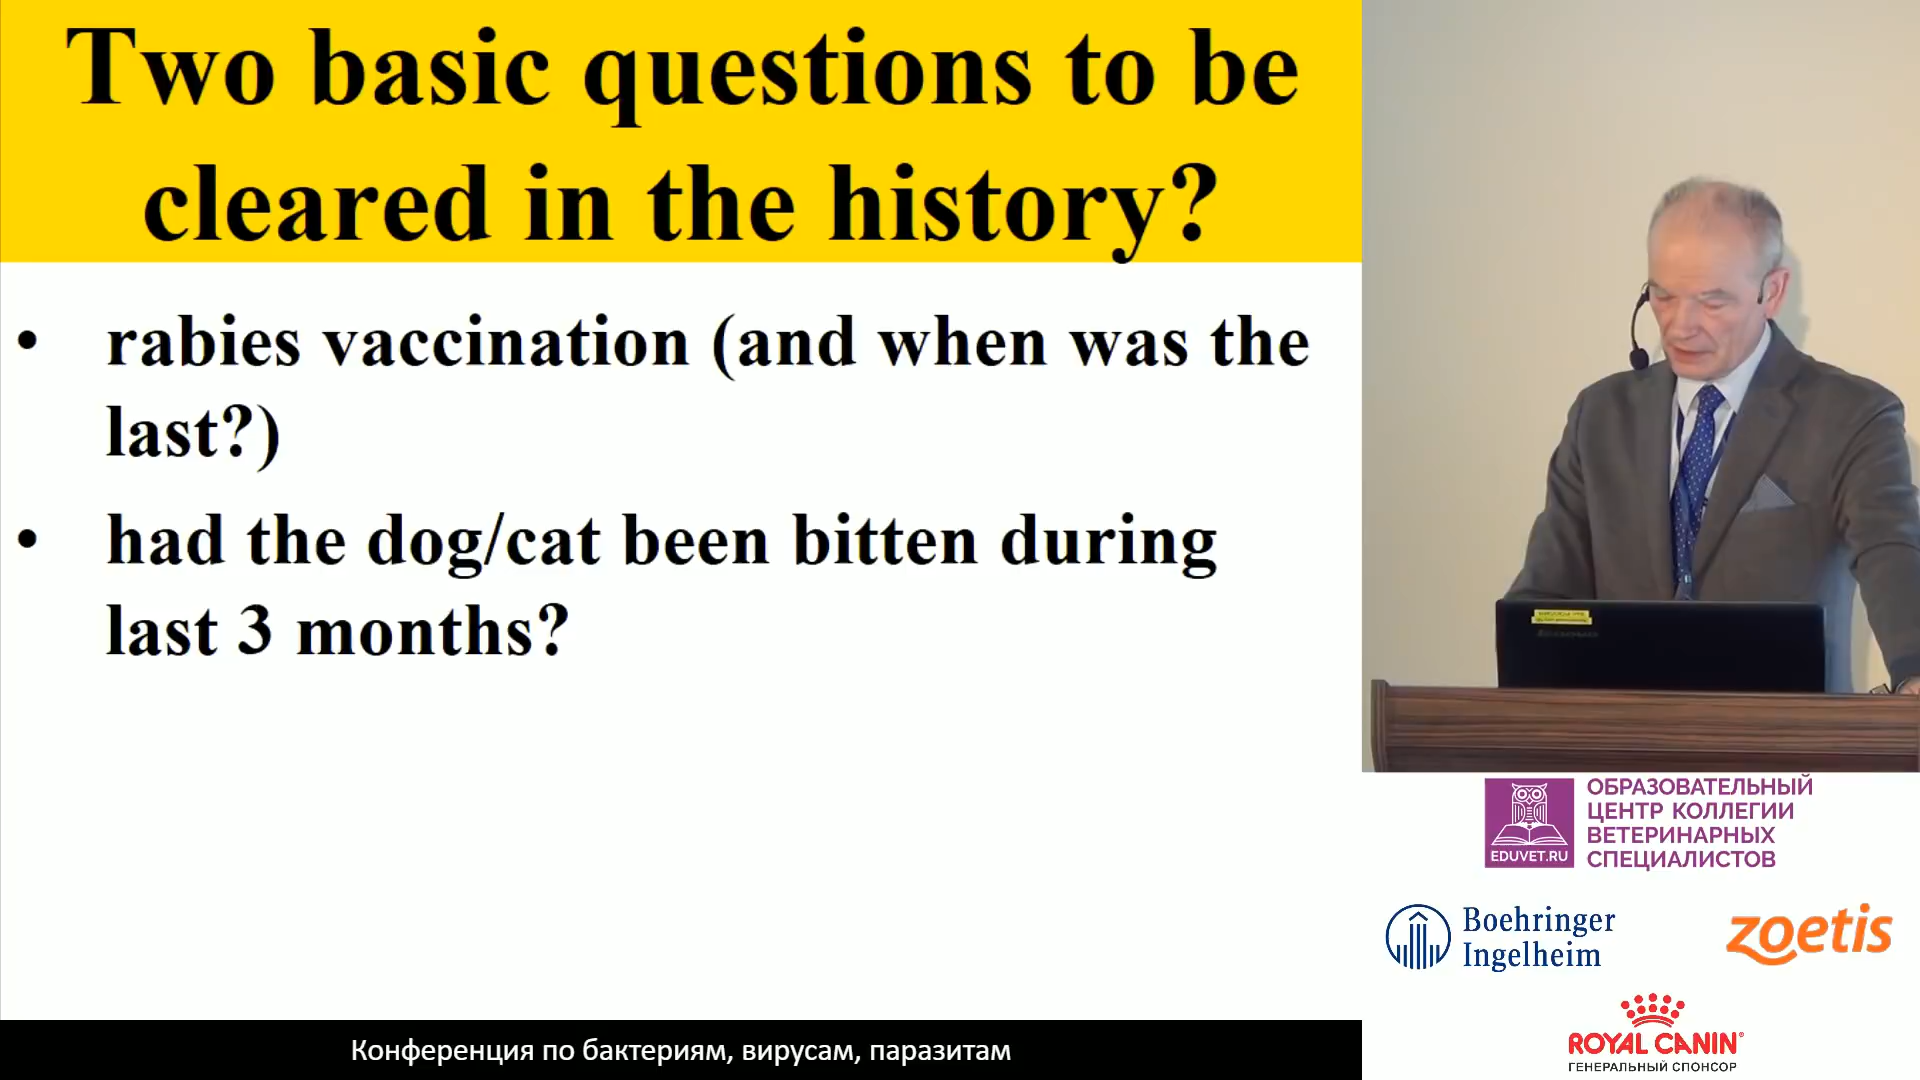 Two basic questions to be
cleared in the history?
• rabies vaccination (and when was the
last?)
• had the dog/cat been bitten during
last 3 months?
EDUVET.RU
ОБРАЗОВАТЕЛЬНЫЙ
ЦЕНТР КОЛЛЕГИИ
ВЕТЕРИНАРНЫХ
СПЕЦИАЛИСТОВ
Boehringer
Ingelheim
zoetis
ROYAL CANIN
ГЕНЕРАЛЬНЫЙ СПОНСОР
Конференция по бактериям, вирусам, паразитам